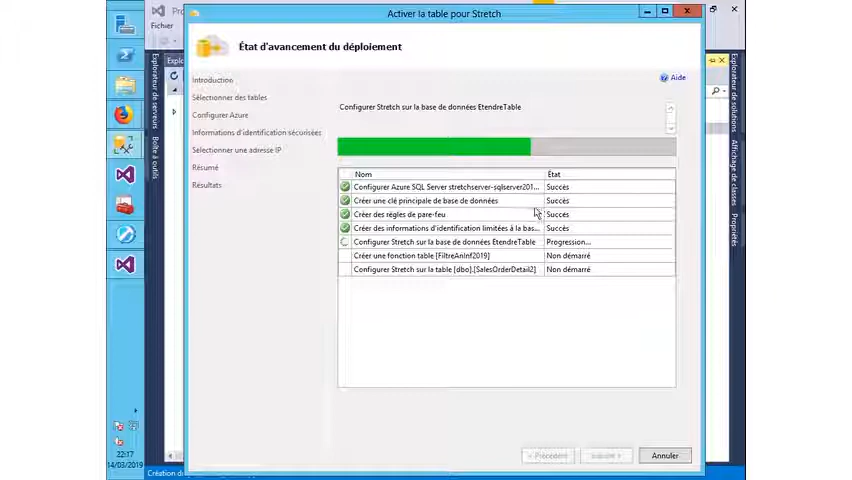 Activer la table pour Stretch
Fichier
État d'avancement du déploiement
Explorateur de serveurs
Boîte à outils
Introduction
Sélectionner des tables
Configurer Azure
Informations d'identification sécurisées
Sélectionner une adresse IP
Résumé
Résultats
Aide
Configurer Stretch sur la base de données EtendreTable
Nom État
Configurer Azure SQL Server stretchserver-sqlserver201... Succès
Créer une clé principale de base de données Succès
Créer des règles de pare-feu Succès
Créer des informations d'identification limitées à la bas... Succès
Configurer Stretch sur la base de données EtendreTable Progression...
Créer une fonction table [FiltreAnInf2019] Non démarré
Configurer Stretch sur la table [dbo].[SalesOrderDetail2] Non démarré
< Précédent
Suivant >
Annuler
Explorateur de solutions
Affichage de classes
Propriétés
22:17
14/03/2019